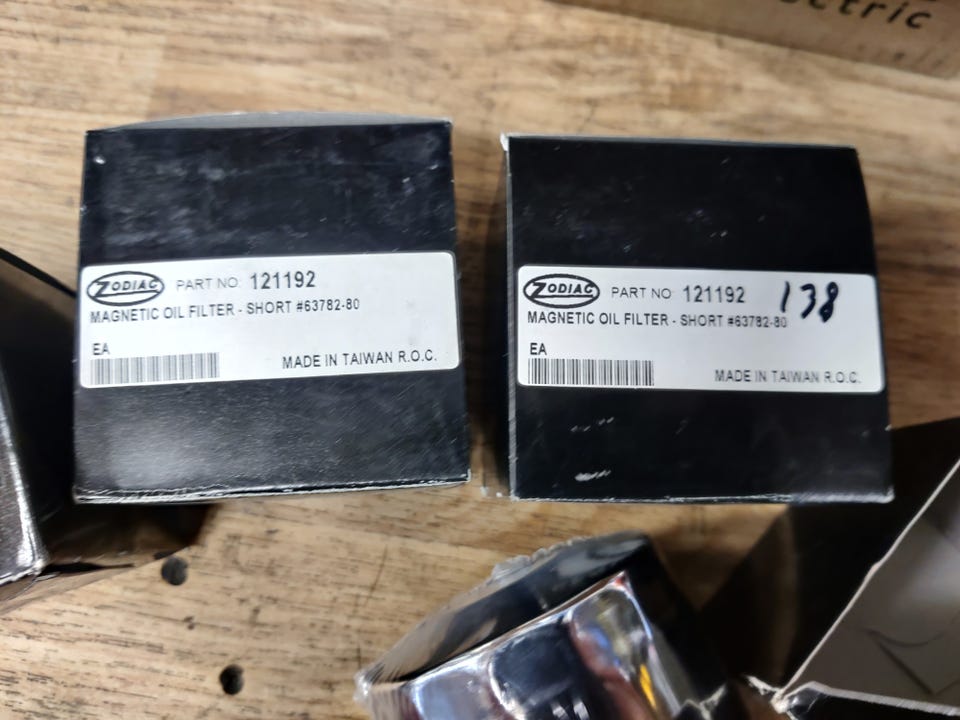 ctric
ZODIAC PART NO: 121192
MAGNETIC OIL FILTER - SHORT #63782-80
EA
MADE IN TAIWAN R.O.C.
ZODIAC PART NO: 121192 138
MAGNETIC OIL FILTER - SHORT #63782-80
EA
MADE IN TAIWAN R.O.C.